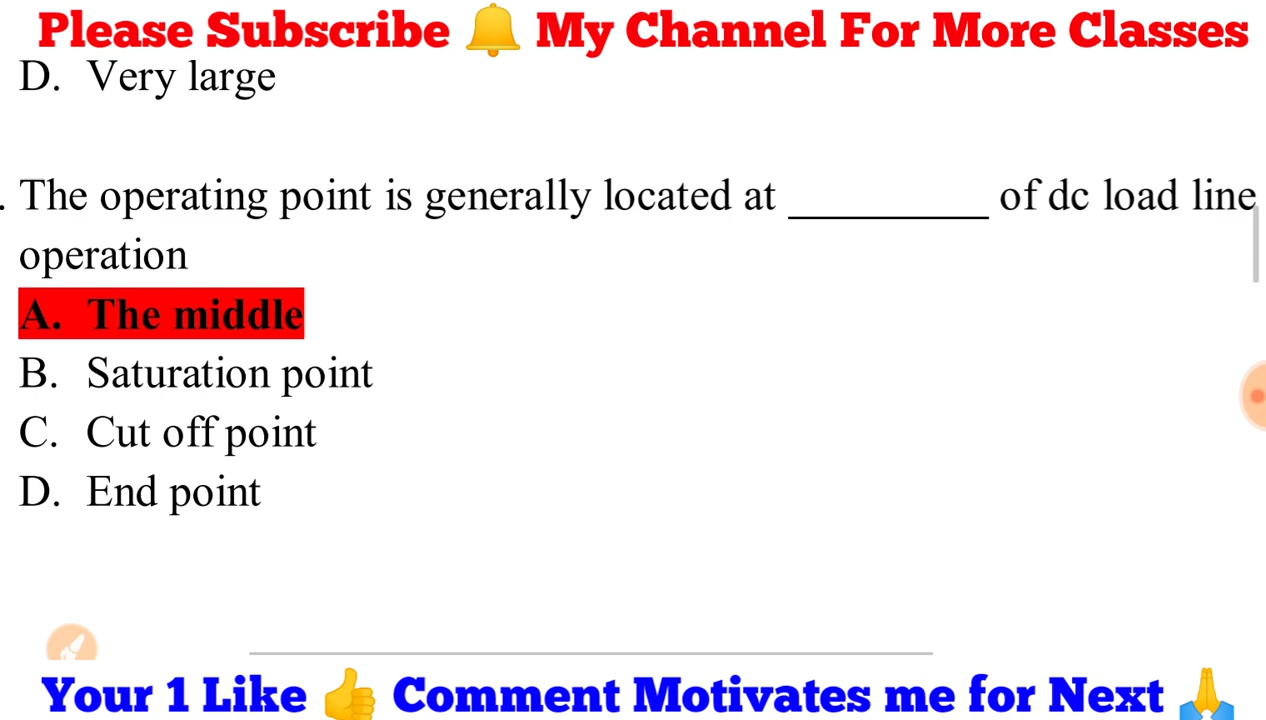 Please Subscribe 🔔 My Channel For More Classes
D. Very large
. The operating point is generally located at __________ of dc load line
operation
A. The middle
B. Saturation point
C. Cut off point
D. End point
Your 1 Like 👍 Comment Motivates me for Next 🙏